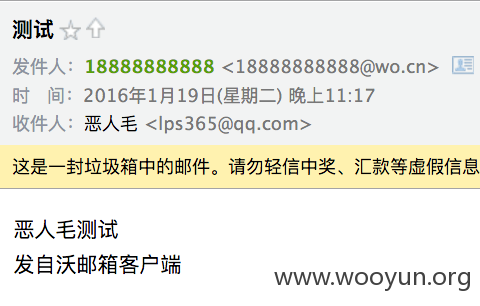 测试
发件人：18888888888 <18888888888@wo.cn>
时　间：2016年1月19日(星期二) 晚上11:17
收件人：恶人毛 <lps365@qq.com>
这是一封垃圾箱中的邮件。请勿轻信中奖、汇款等虚假信息
恶人毛测试
发自沃邮箱客户端
www.wooyun.org